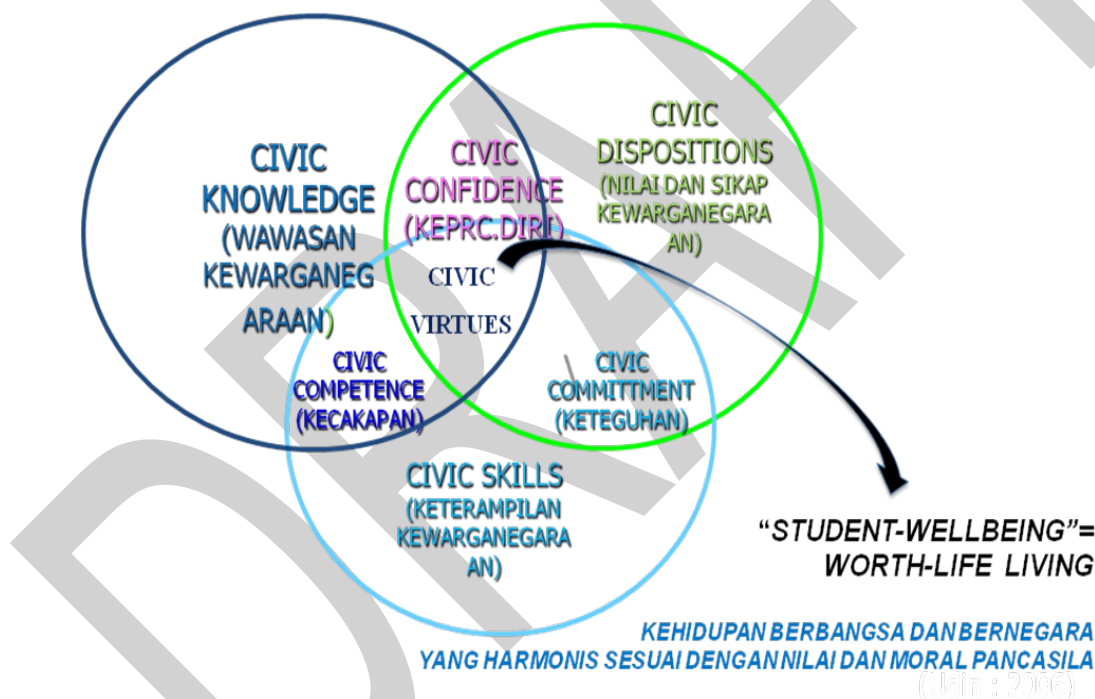 CIVIC
KNOWLEDGE
(WAWASAN
KEWARGANEG
ARAAN)
CIVIC
CONFIDENCE
(KEPRC.DIRI)
CIVIC
DISPOSITIONS
(NILAI DAN SIKAP
KEWARGANEGARA
AN)
CIVIC
VIRTUES
CIVIC
COMPETENCE
(KECAKAPAN)
CIVIC
COMMITTMENT
(KETEGUHAN)
CIVIC SKILLS
(KETERAMPILAN
KEWARGANEGARA
AN)
“STUDENT-WELLBEING”=
WORTH-LIFE LIVING
KEHIDUPAN BERBANGSA DAN BERNEGARA
YANG HARMONIS SESUAI DENGAN NILAI DAN MORAL PANCASILA
DRAFT